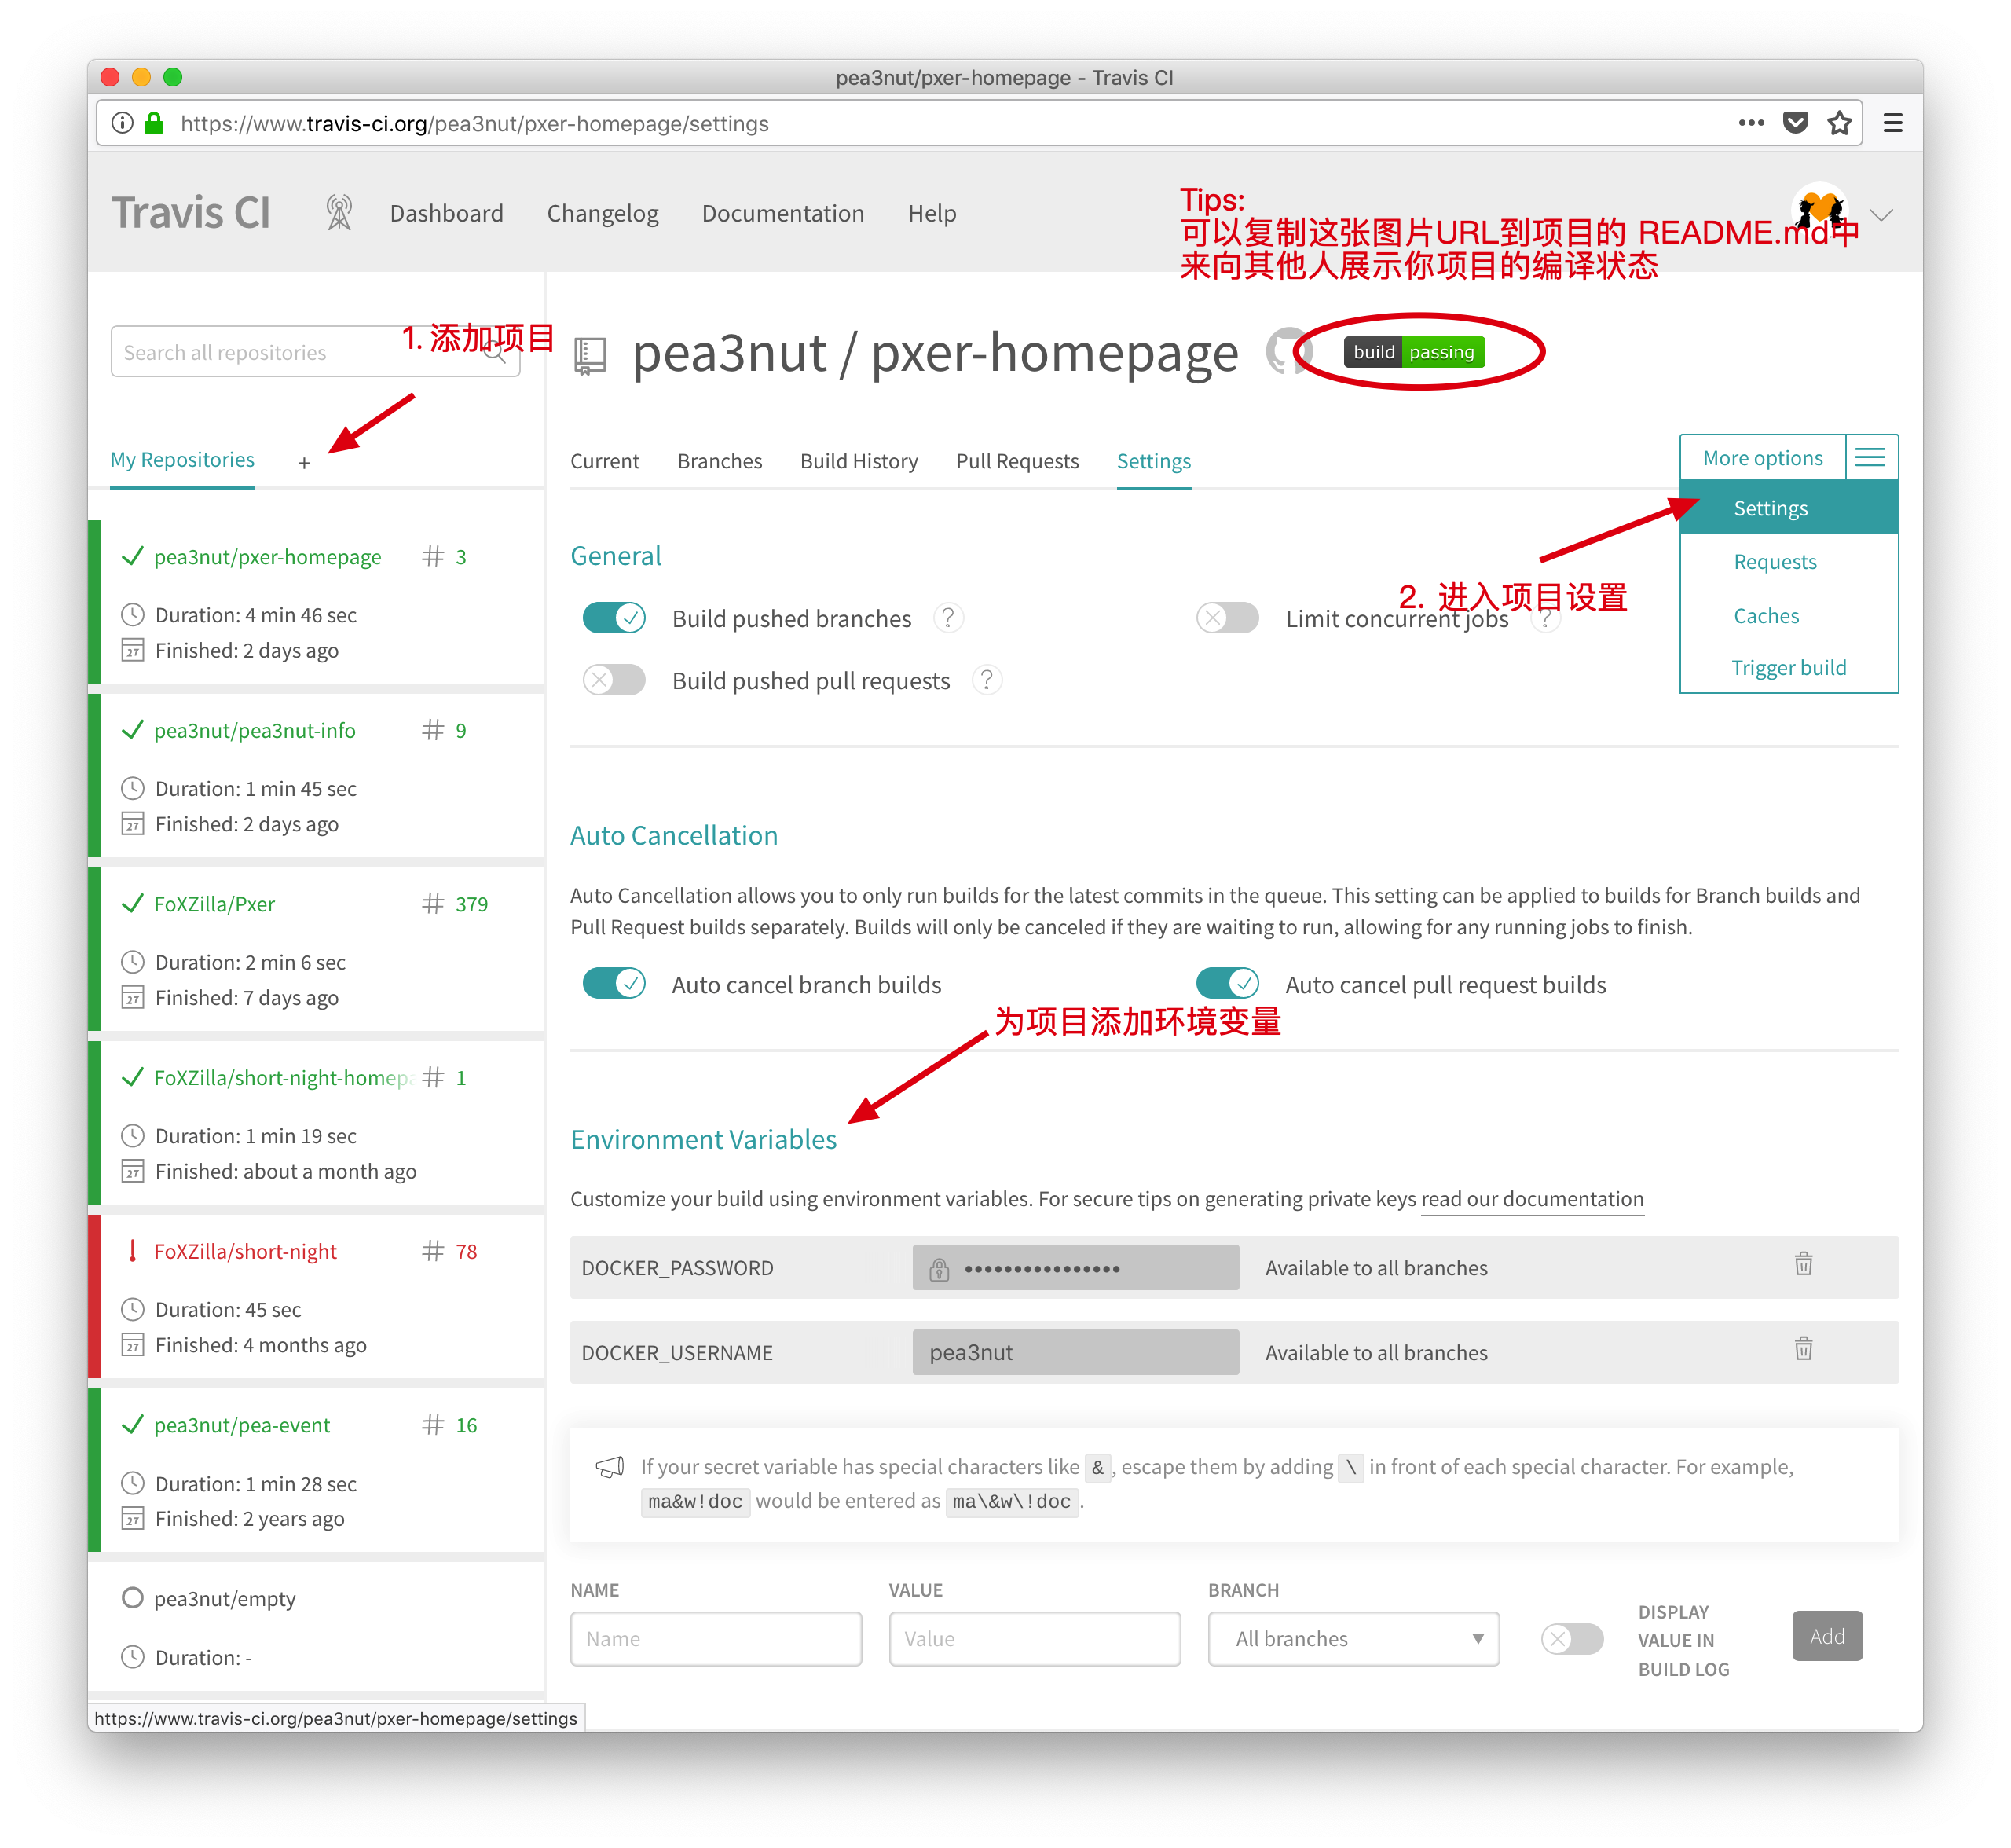 pea3nut/pxer-homepage - Travis CI
https://www.travis-ci.org/pea3nut/pxer-homepage/settings
Travis CI
Dashboard
Changelog
Documentation
Help
Tips:
可以复制这张图片URL到项目的 README.md中
来向其他人展示你项目的编译状态
Search all repositories
1. 添加项目
My Repositories
+
pea3nut/pxer-homepage # 3
Duration: 4 min 46 sec
27 Finished: 2 days ago
pea3nut/pea3nut-info # 9
Duration: 1 min 45 sec
27 Finished: 2 days ago
FoXZilla/Pxer # 379
Duration: 2 min 6 sec
27 Finished: 7 days ago
FoXZilla/short-night-homepa # 1
Duration: 1 min 19 sec
27 Finished: about a month ago
! FoXZilla/short-night # 78
Duration: 45 sec
27 Finished: 4 months ago
pea3nut/pea-event # 16
Duration: 1 min 28 sec
27 Finished: 2 years ago
pea3nut/empty
Duration: -
https://www.travis-ci.org/pea3nut/pxer-homepage/settings
pea3nut / pxer-homepage
build passing
Current
Branches
Build History
Pull Requests
Settings
More options
Settings
Requests
Caches
Trigger build
2. 进入项目设置
General
Build pushed branches ?
Limit concurrent jobs ?
Build pushed pull requests ?
Auto Cancellation
Auto Cancellation allows you to only run builds for the latest commits in the queue. This setting can be applied to builds for Branch builds and
Pull Request builds separately. Builds will only be canceled if they are waiting to run, allowing for any running jobs to finish.
Auto cancel branch builds
Auto cancel pull request builds
为项目添加环境变量
Environment Variables
Customize your build using environment variables. For secure tips on generating private keys read our documentation
DOCKER_PASSWORD •••••••••••••••• Available to all branches
DOCKER_USERNAME pea3nut Available to all branches
If your secret variable has special characters like &, escape them by adding \ in front of each special character. For example,
ma&w!doc would be entered as ma\&w\!doc.
NAME
VALUE
BRANCH
Name
Value
All branches
DISPLAY
VALUE IN
BUILD LOG
Add